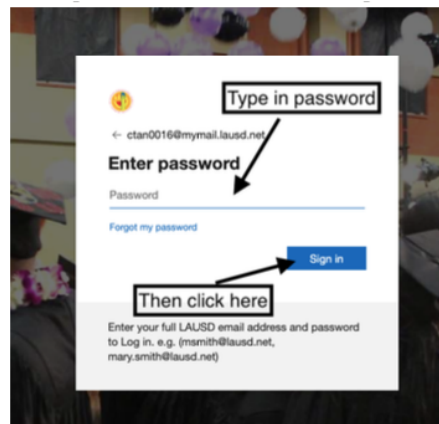 Type in password
← ctan0016@mymail.lausd.net
Enter password
Password
Forgot my password
Sign in
Then click here
Enter your full LAUSD email address and password
to Log in. e.g. (msmith@lausd.net,
mary.smith@lausd.net)